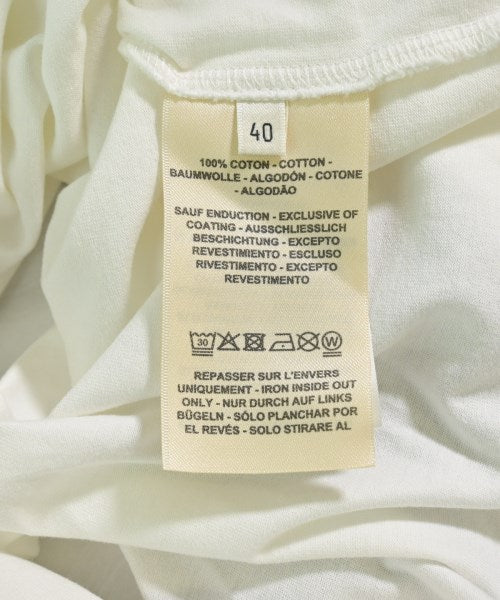 40
100% COTON - COTTON -
BAUMWOLLE - ALGODÓN - COTONE
- ALGODÃO
SAUF ENDUCTION - EXCLUSIVE OF
COATING - AUSSCHLIESSLICH
BESCHICHTUNG - EXCEPTO
REVESTIMIENTO - ESCLUSO
RIVESTIMENTO - EXCEPTO
REVESTIMENTO
30 W
REPASSER SUR L'ENVERS
UNIQUEMENT - IRON INSIDE OUT
ONLY - NUR DURCH AUF LINKS
BÜGELN - SÓLO PLANCHAR POR
EL REVÉS - SOLO STIRARE AL